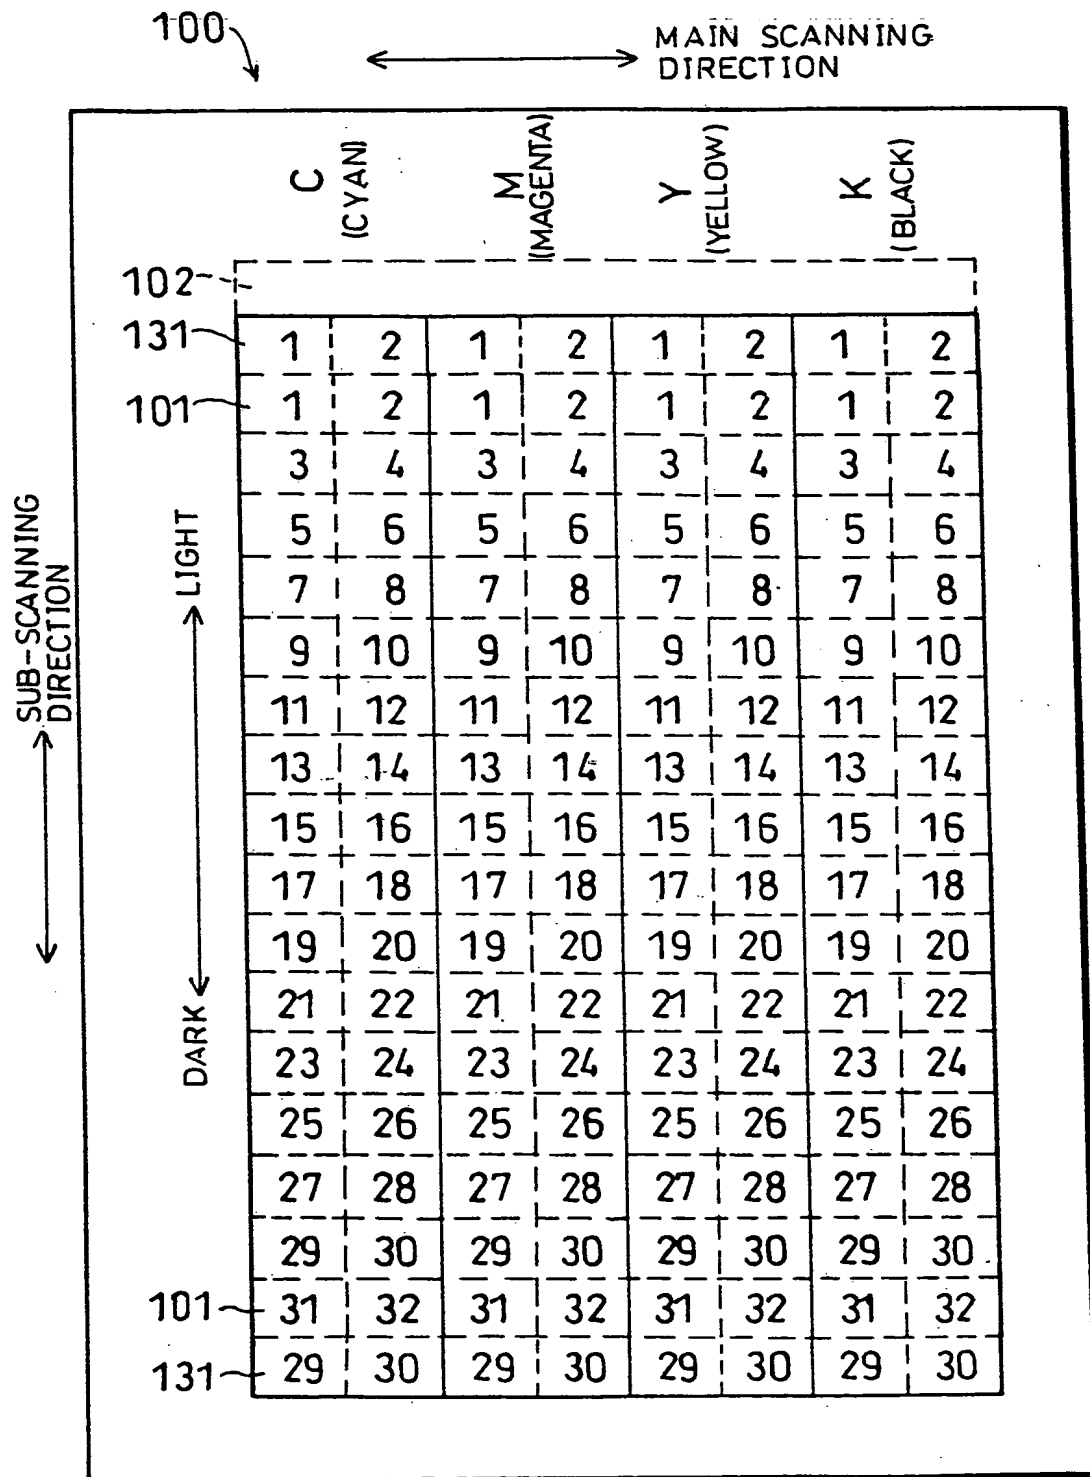 100
MAIN SCANNING
DIRECTION
C
(CYAN)
M
(MAGENTA)
Y
(YELLOW)
K
(BLACK)
102
131 1 2 1 2 1 2 1 2
101 1 2 1 2 1 2 1 2
3 4 3 4 3 4 3 4
5 6 5 6 5 6 5 6
7 8 7 8 7 8 7 8
9 10 9 10 9 10 9 10
11 12 11 12 11 12 11 12
13 14 13 14 13 14 13 14
15 16 15 16 15 16 15 16
17 18 17 18 17 18 17 18
19 20 19 20 19 20 19 20
21 22 21 22 21 22 21 22
23 24 23 24 23 24 23 24
25 26 25 26 25 26 25 26
27 28 27 28 27 28 27 28
29 30 29 30 29 30 29 30
101 31 32 31 32 31 32 31 32
131 29 30 29 30 29 30 29 30
SUB-SCANNING
DIRECTION
LIGHT
DARK